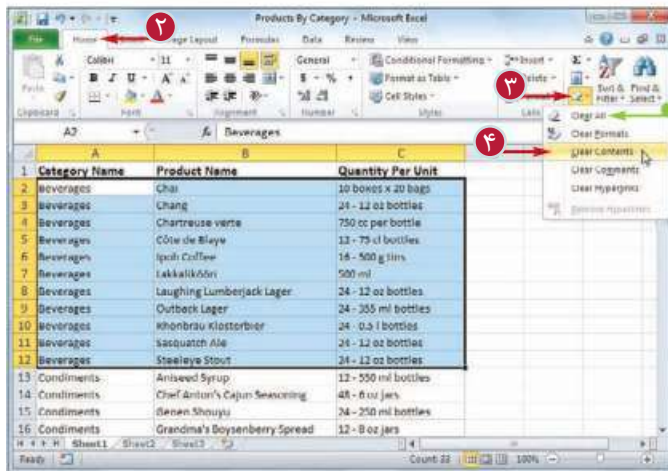 Products By Category - Microsoft Excel
۲
File Home Page Layout Formulas Data Review View
Calibri 11 General Conditional Formatting Insert Σ
B I U A A $ % , Format as Table Delete
Paste Cell Styles Sort & Filter Find & Select
Clipboard Font Alignment Number Styles Cells
۳
Clear All
Clear Formats
۴
Clear Contents
Clear Comments
Clear Hyperlinks
Remove Hyperlinks
A2 fx Beverages
A B C
1 Category Name Product Name Quantity Per Unit
2 Beverages Chai 10 boxes x 20 bags
3 Beverages Chang 24 - 12 oz bottles
4 Beverages Chartreuse verte 750 cc per bottle
5 Beverages Côte de Blaye 12 - 75 cl bottles
6 Beverages Ipoh Coffee 16 - 500 g tins
7 Beverages Lakkalikööri 500 ml
8 Beverages Laughing Lumberjack Lager 24 - 12 oz bottles
9 Beverages Outback Lager 24 - 355 ml bottles
10 Beverages Rhönbräu Klosterbier 24 - 0.5 l bottles
11 Beverages Sasquatch Ale 24 - 12 oz bottles
12 Beverages Steeleye Stout 24 - 12 oz bottles
13 Condiments Aniseed Syrup 12 - 550 ml bottles
14 Condiments Chef Anton's Cajun Seasoning 48 - 6 oz jars
15 Condiments Genen Shouyu 24 - 250 ml bottles
16 Condiments Grandma's Boysenberry Spread 12 - 8 oz jars
Sheet1 Sheet2 Sheet3
Ready Count: 33 100%